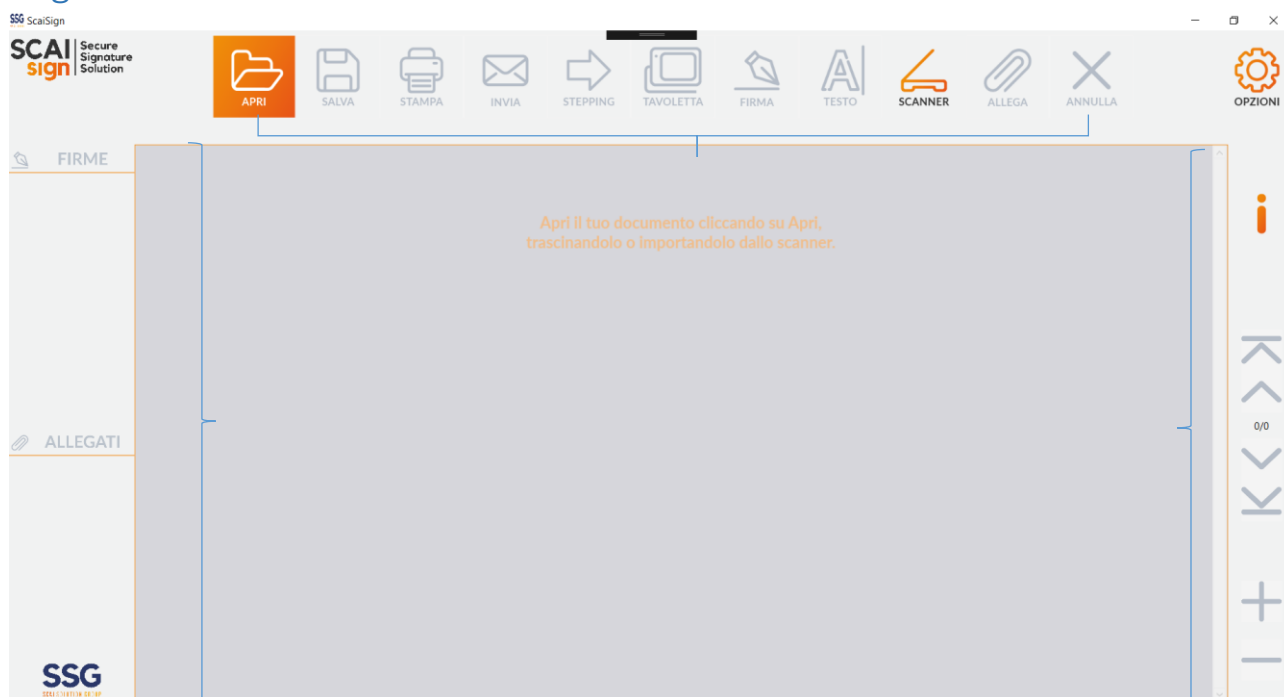 SSG ScaiSign
SCAI Secure
Sign Signature
Solution
APRI SALVA STAMPA INVIA STEPPING TAVOLETTA FIRMA TESTO SCANNER ALLEGA ANNULLA OPZIONI
FIRME
Apri il tuo documento cliccando su Apri,
trascinandolo o importandolo dallo scanner.
0/0
ALLEGATI
SSG